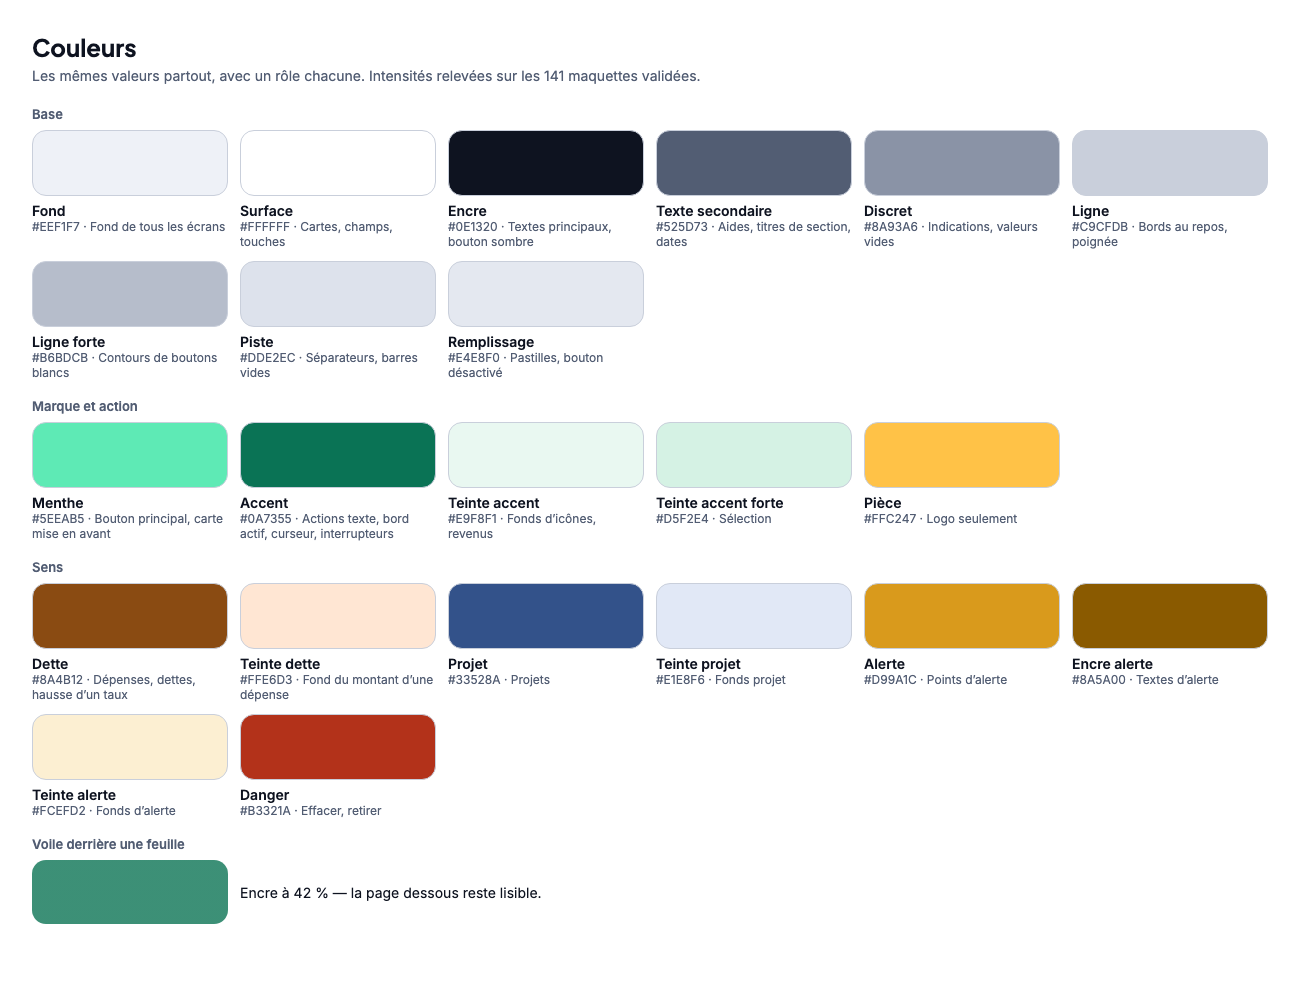 Couleurs
Les mêmes valeurs partout, avec un rôle chacune. Intensités relevées sur les 141 maquettes validées.
Base
Fond
#EEF1F7 · Fond de tous les écrans
Surface
#FFFFFF · Cartes, champs,
touches
Encre
#0E1320 · Textes principaux,
bouton sombre
Texte secondaire
#525D73 · Aides, titres de section,
dates
Discret
#8A93A6 · Indications, valeurs
vides
Ligne
#C9CFDB · Bords au repos,
poignée
Ligne forte
#B6BDCB · Contours de boutons
blancs
Piste
#DDE2EC · Séparateurs, barres
vides
Remplissage
#E4E8F0 · Pastilles, bouton
désactivé
Marque et action
Menthe
#5EEAB5 · Bouton principal, carte
mise en avant
Accent
#0A7355 · Actions texte, bord
actif, curseur, interrupteurs
Teinte accent
#E9F8F1 · Fonds d’icônes,
revenus
Teinte accent forte
#D5F2E4 · Sélection
Pièce
#FFC247 · Logo seulement
Sens
Dette
#8A4B12 · Dépenses, dettes,
hausse d’un taux
Teinte dette
#FFE6D3 · Fond du montant d’une
dépense
Projet
#33528A · Projets
Teinte projet
#E1E8F6 · Fonds projet
Alerte
#D99A1C · Points d’alerte
Encre alerte
#8A5A00 · Textes d’alerte
Teinte alerte
#FCEFD2 · Fonds d’alerte
Danger
#B3321A · Effacer, retirer
Voile derrière une feuille
Encre à 42 % — la page dessous reste lisible.